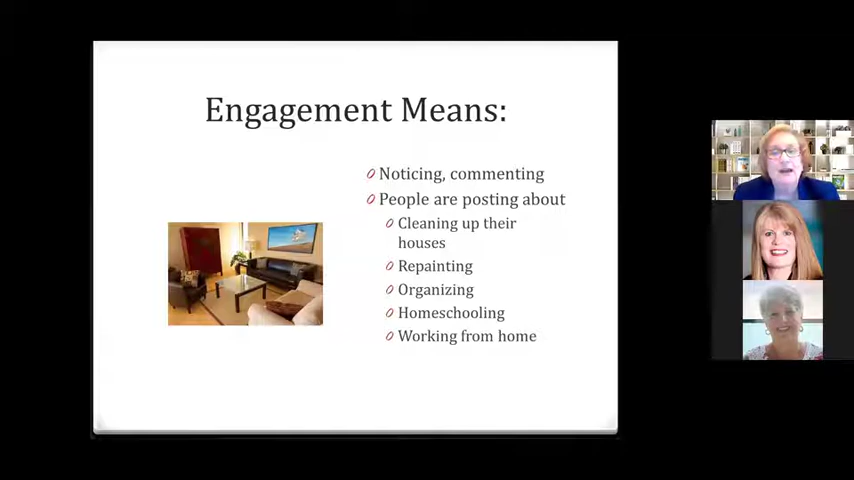 Engagement Means:
Noticing, commenting
People are posting about
Cleaning up their
houses
Repainting
Organizing
Homeschooling
Working from home